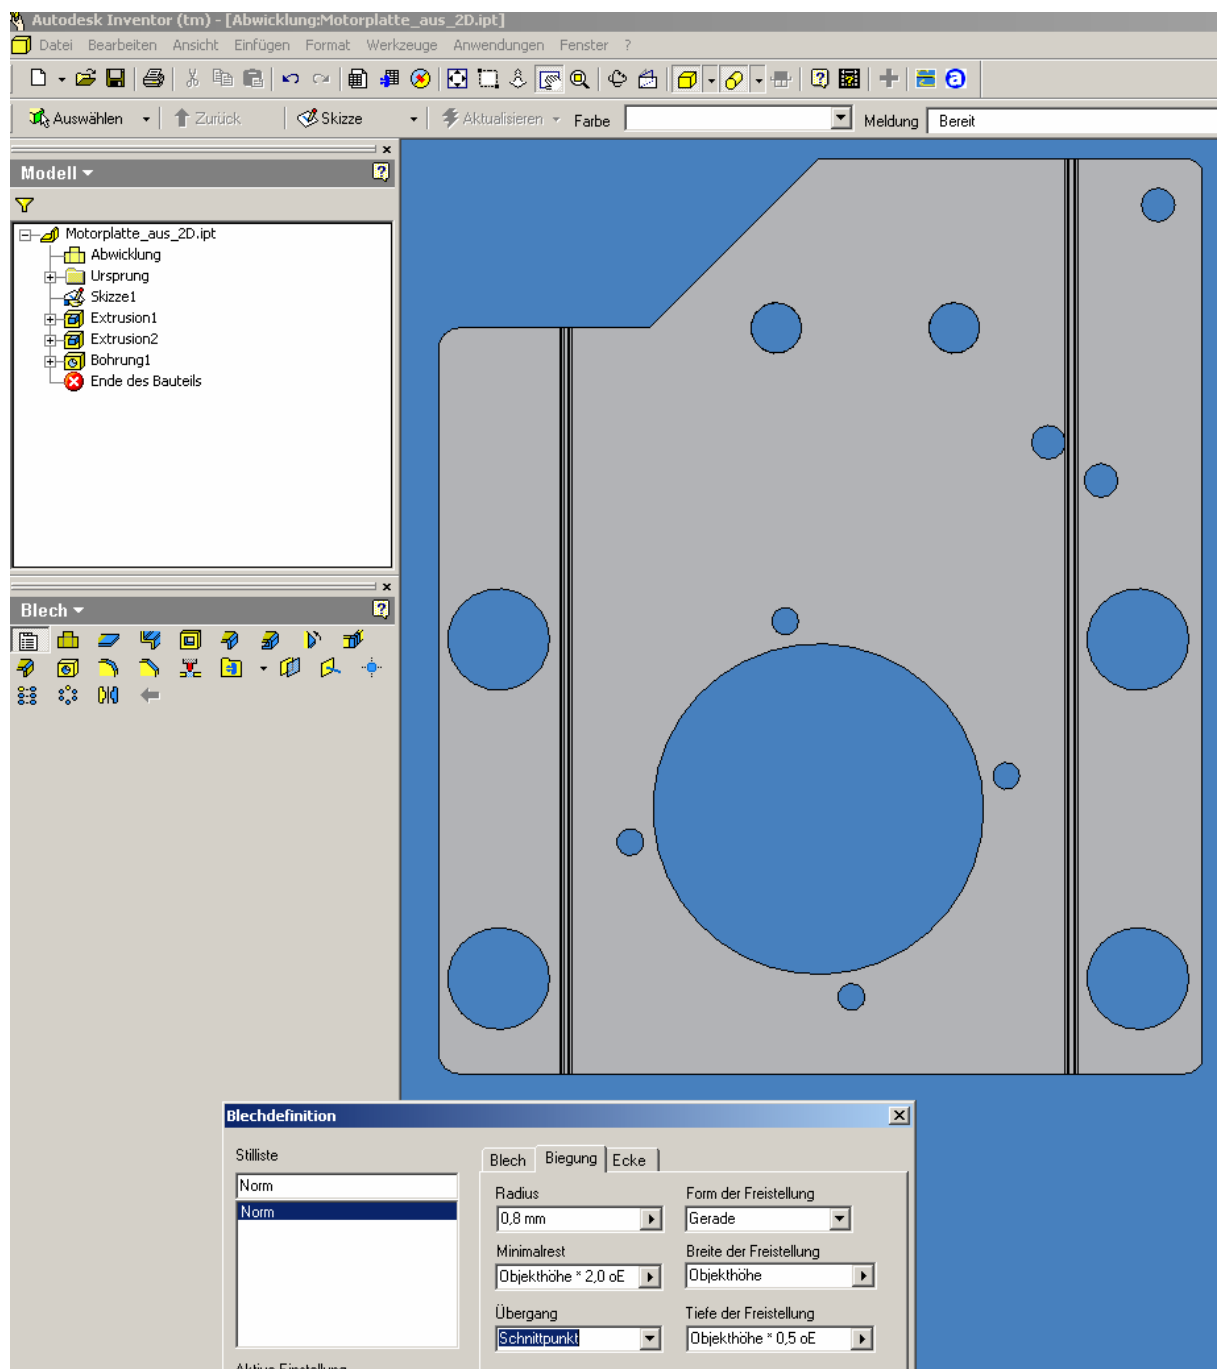 Autodesk Inventor (tm) - [Abwicklung:Motorplatte_aus_2D.ipt]
Datei Bearbeiten Ansicht Einfügen Format Werkzeuge Anwendungen Fenster ?
Auswählen Zurück Skizze Aktualisieren Farbe Meldung Bereit
Modell
Motorplatte_aus_2D.ipt
Abwicklung
Ursprung
Skizze1
Extrusion1
Extrusion2
Bohrung1
Ende des Bauteils
Blech
Blechdefinition
Stilliste
Norm
Norm
Blech Biegung Ecke
Radius
0,8 mm
Form der Freistellung
Gerade
Minimalrest
Objekthöhe * 2,0 oE
Breite der Freistellung
Objekthöhe
Übergang
Schnittpunkt
Tiefe der Freistellung
Objekthöhe * 0,5 oE
Aktive Einstellung